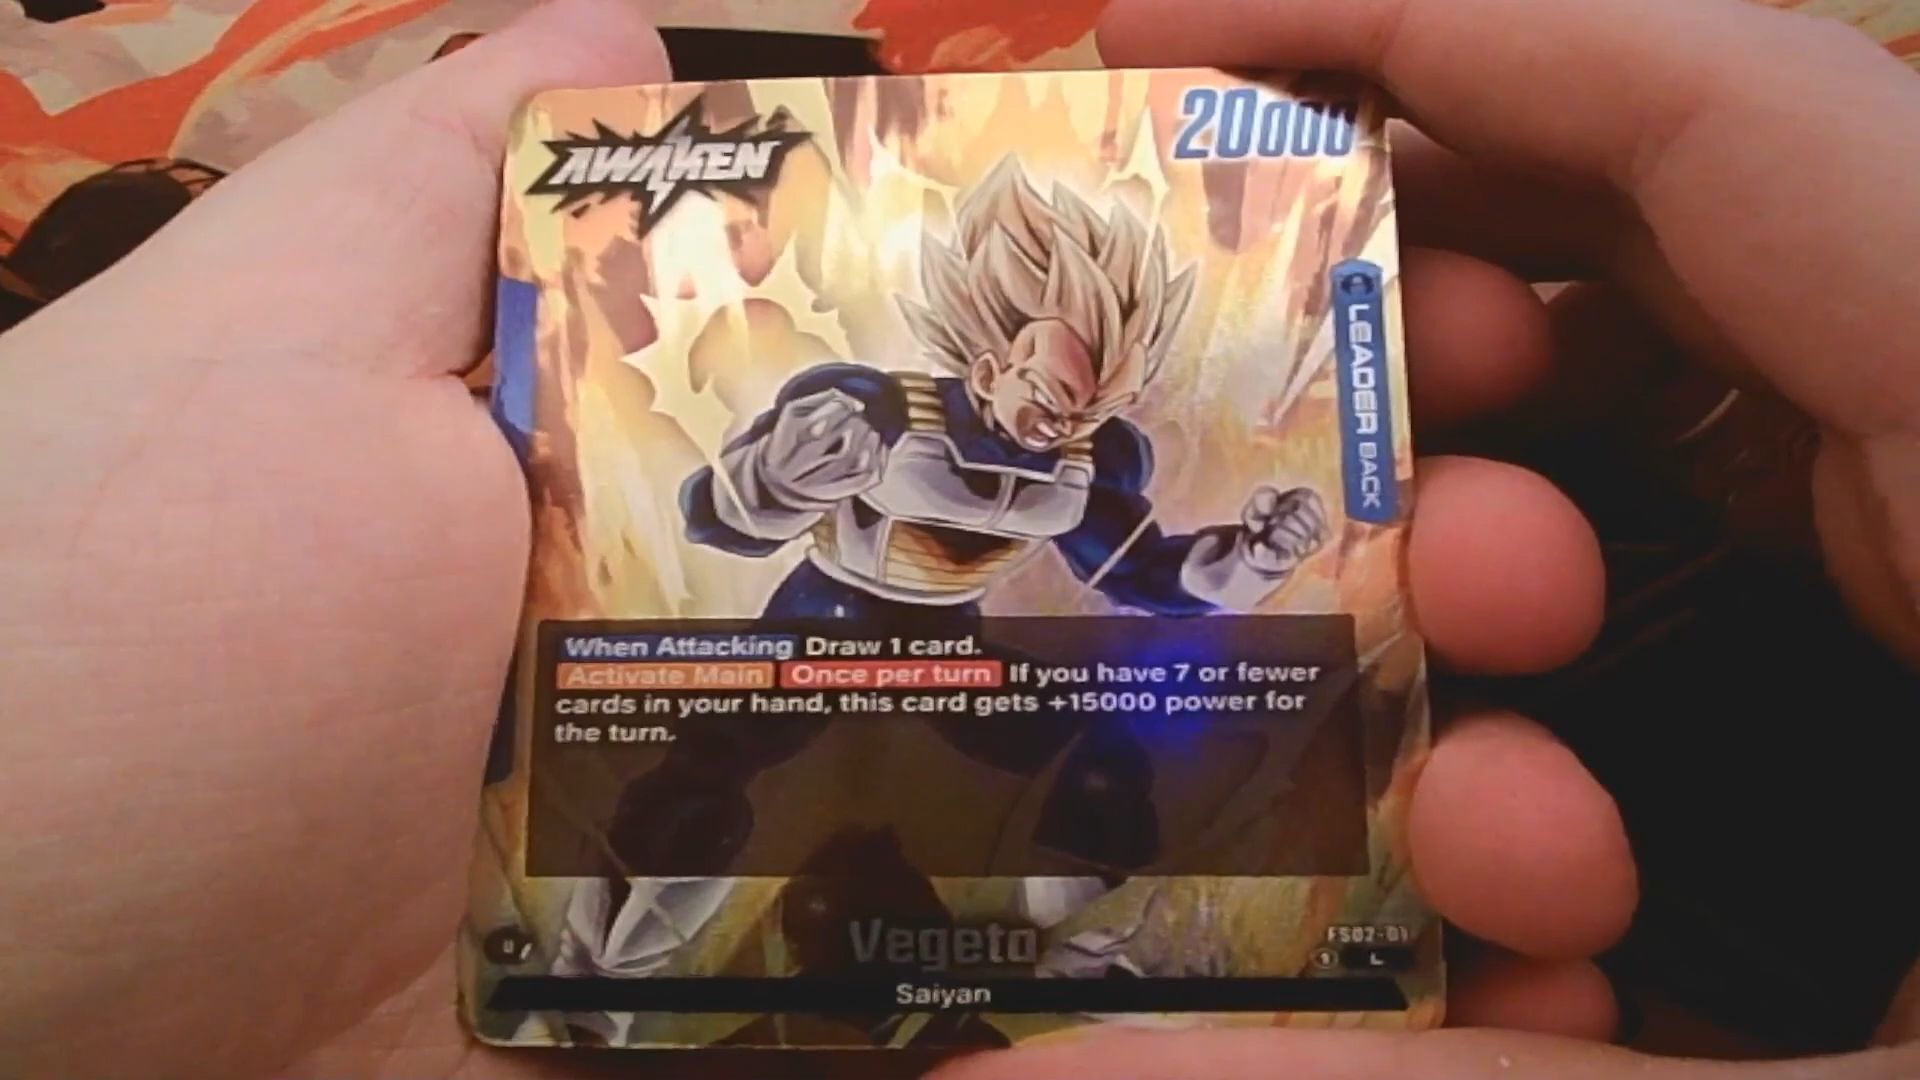 AWAKEN
20000
LEADER BACK
When Attacking Draw 1 card.
Activate Main Once per turn If you have 7 or fewer
cards in your hand, this card gets +15000 power for
the turn.
Vegeta
FS02-01
L
Saiyan